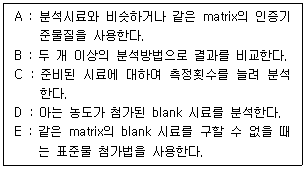 A : 분석시료와 비슷하거나 같은 matrix의 인증기
준물질을 사용한다.
B : 두 개 이상의 분석방법으로 결과를 비교한다.
C : 준비된 시료에 대하여 측정횟수를 늘려 분석
한다.
D : 아는 농도가 첨가된 blank 시료를 분석한다.
E : 같은 matrix의 blank 시료를 구할 수 없을 때
는 표준물 첨가법을 사용한다.